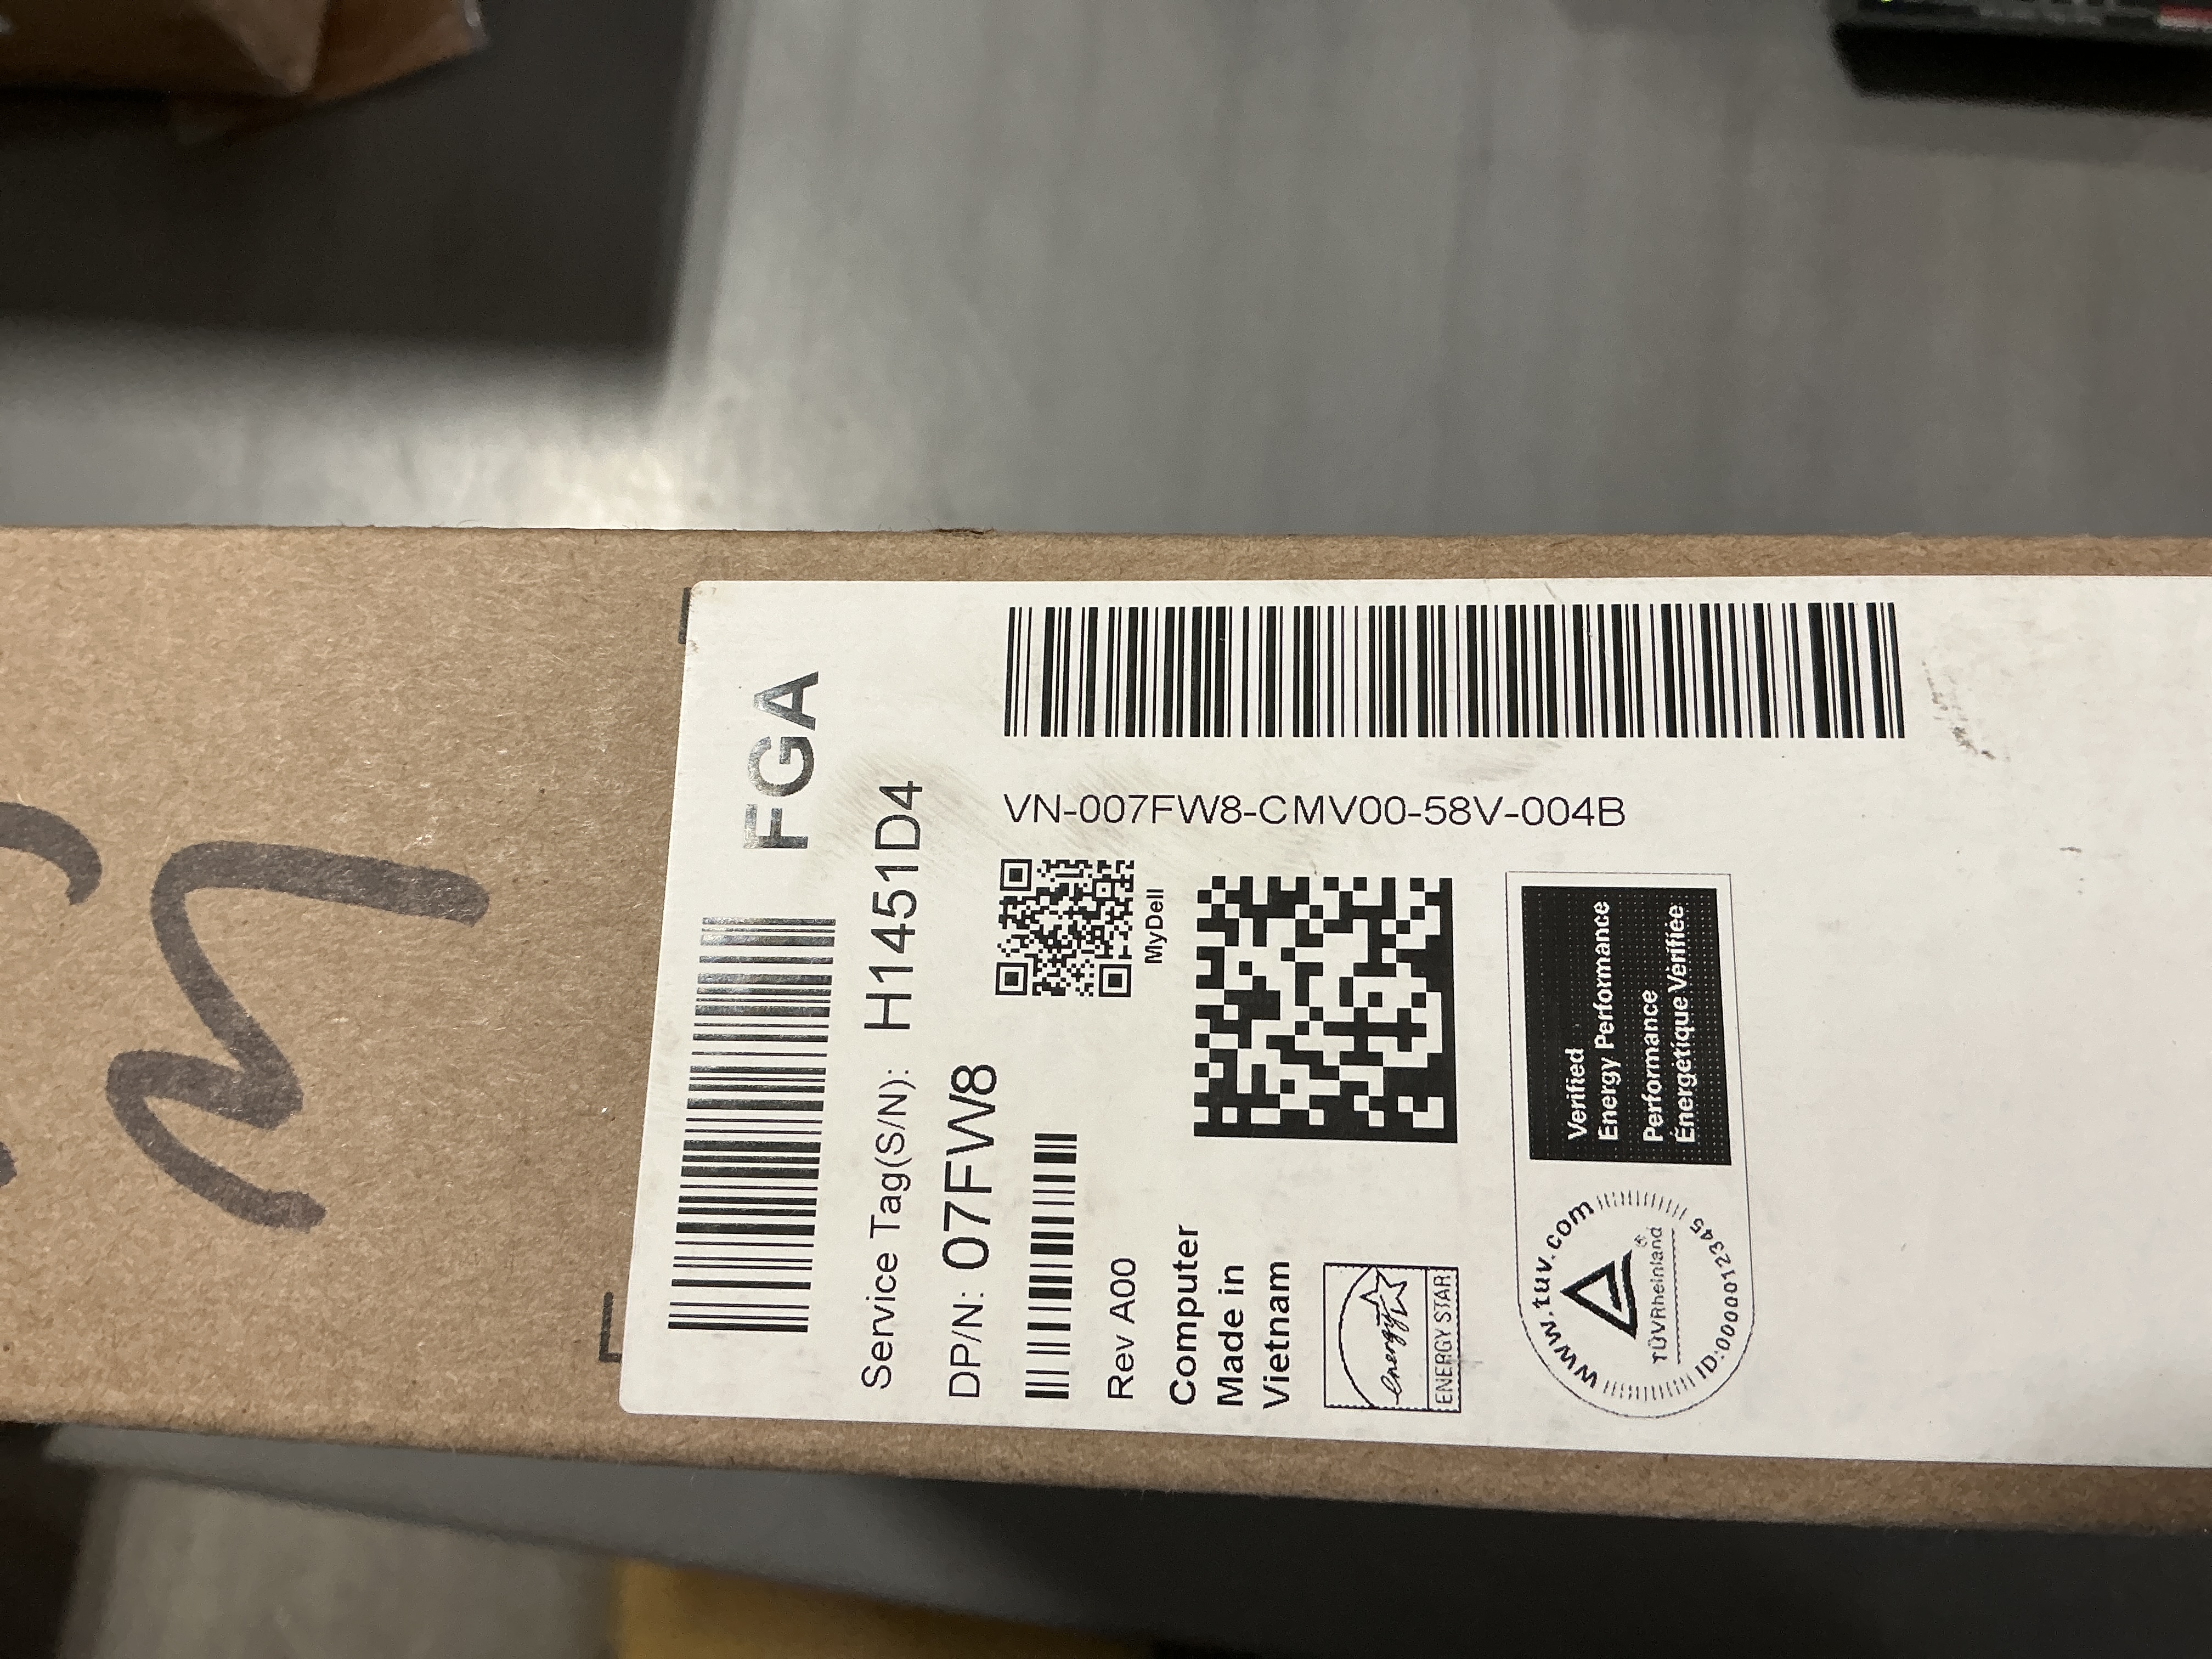 FGA
Service Tag(S/N): H1451D4
DP/N: 07FW8
VN-007FW8-CMV00-58V-004B
MyDell
Rev A00
Computer
Made in
Vietnam
energy
ENERGY STAR
www.tuv.com
TÜVRheinland®
ID:0000012345
Verified
Energy Performance
Performance
Énergétique Vérifiée